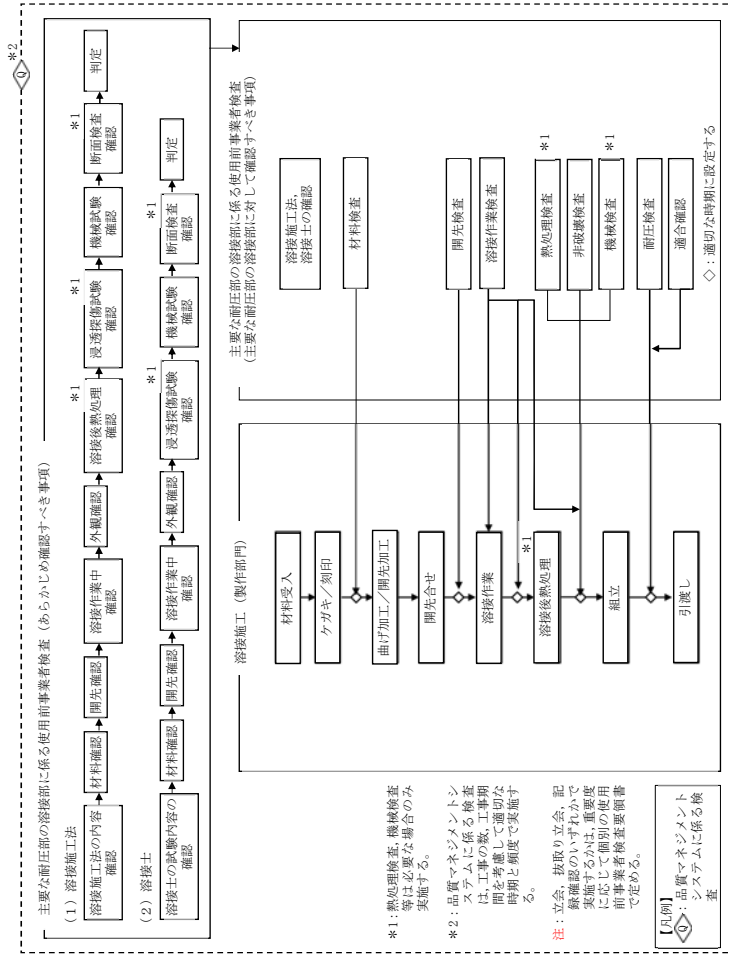 *2
Q
主要な耐圧部の溶接部に係る使用前事業者検査（あらかじめ確認すべき事項）
（1）溶接施工法
溶接施工法の内容
確認
材料確認
開先確認
溶接作業中
確認
外観確認
*1
溶接後熱処理
確認
*1
浸透探傷試験
確認
機械試験
確認
*1
断面検査
確認
判定
（2）溶接士
溶接士の試験内容の
確認
材料確認
開先確認
溶接作業中
確認
外観確認
*1
浸透探傷試験
確認
機械試験
確認
*1
断面検査
確認
判定
主要な耐圧部の溶接部に係る使用前事業者検査
(主要な耐圧部の溶接部に対して確認すべき事項)
溶接施工法,
溶接士の確認
材料検査
開先検査
溶接作業検査
熱処理検査
*1
非破壊検査
機械検査
*1
耐圧検査
適合確認
◇：適切な時期に設定する
溶接施工（製作部門）
材料受入
ケガキ／刻印
曲げ加工／開先加工
開先合せ
溶接作業
*1
溶接後熱処理
組立
引渡し
*1：熱処理検査,機械検査
等は必要な場合のみ
実施する。
*2：品質マネジメントシ
ステムに係る検査
は,工事の数,工事期
間を考慮して適切な
時期と頻度で実施す
る。
注：立会，抜取り立会，記
録確認のいずれかで
実施するかは，重要度
に応じて個別の使用
前事業者検査要領書
で定める。
【凡例】
Q：品質マネジメント
システムに係る検
査